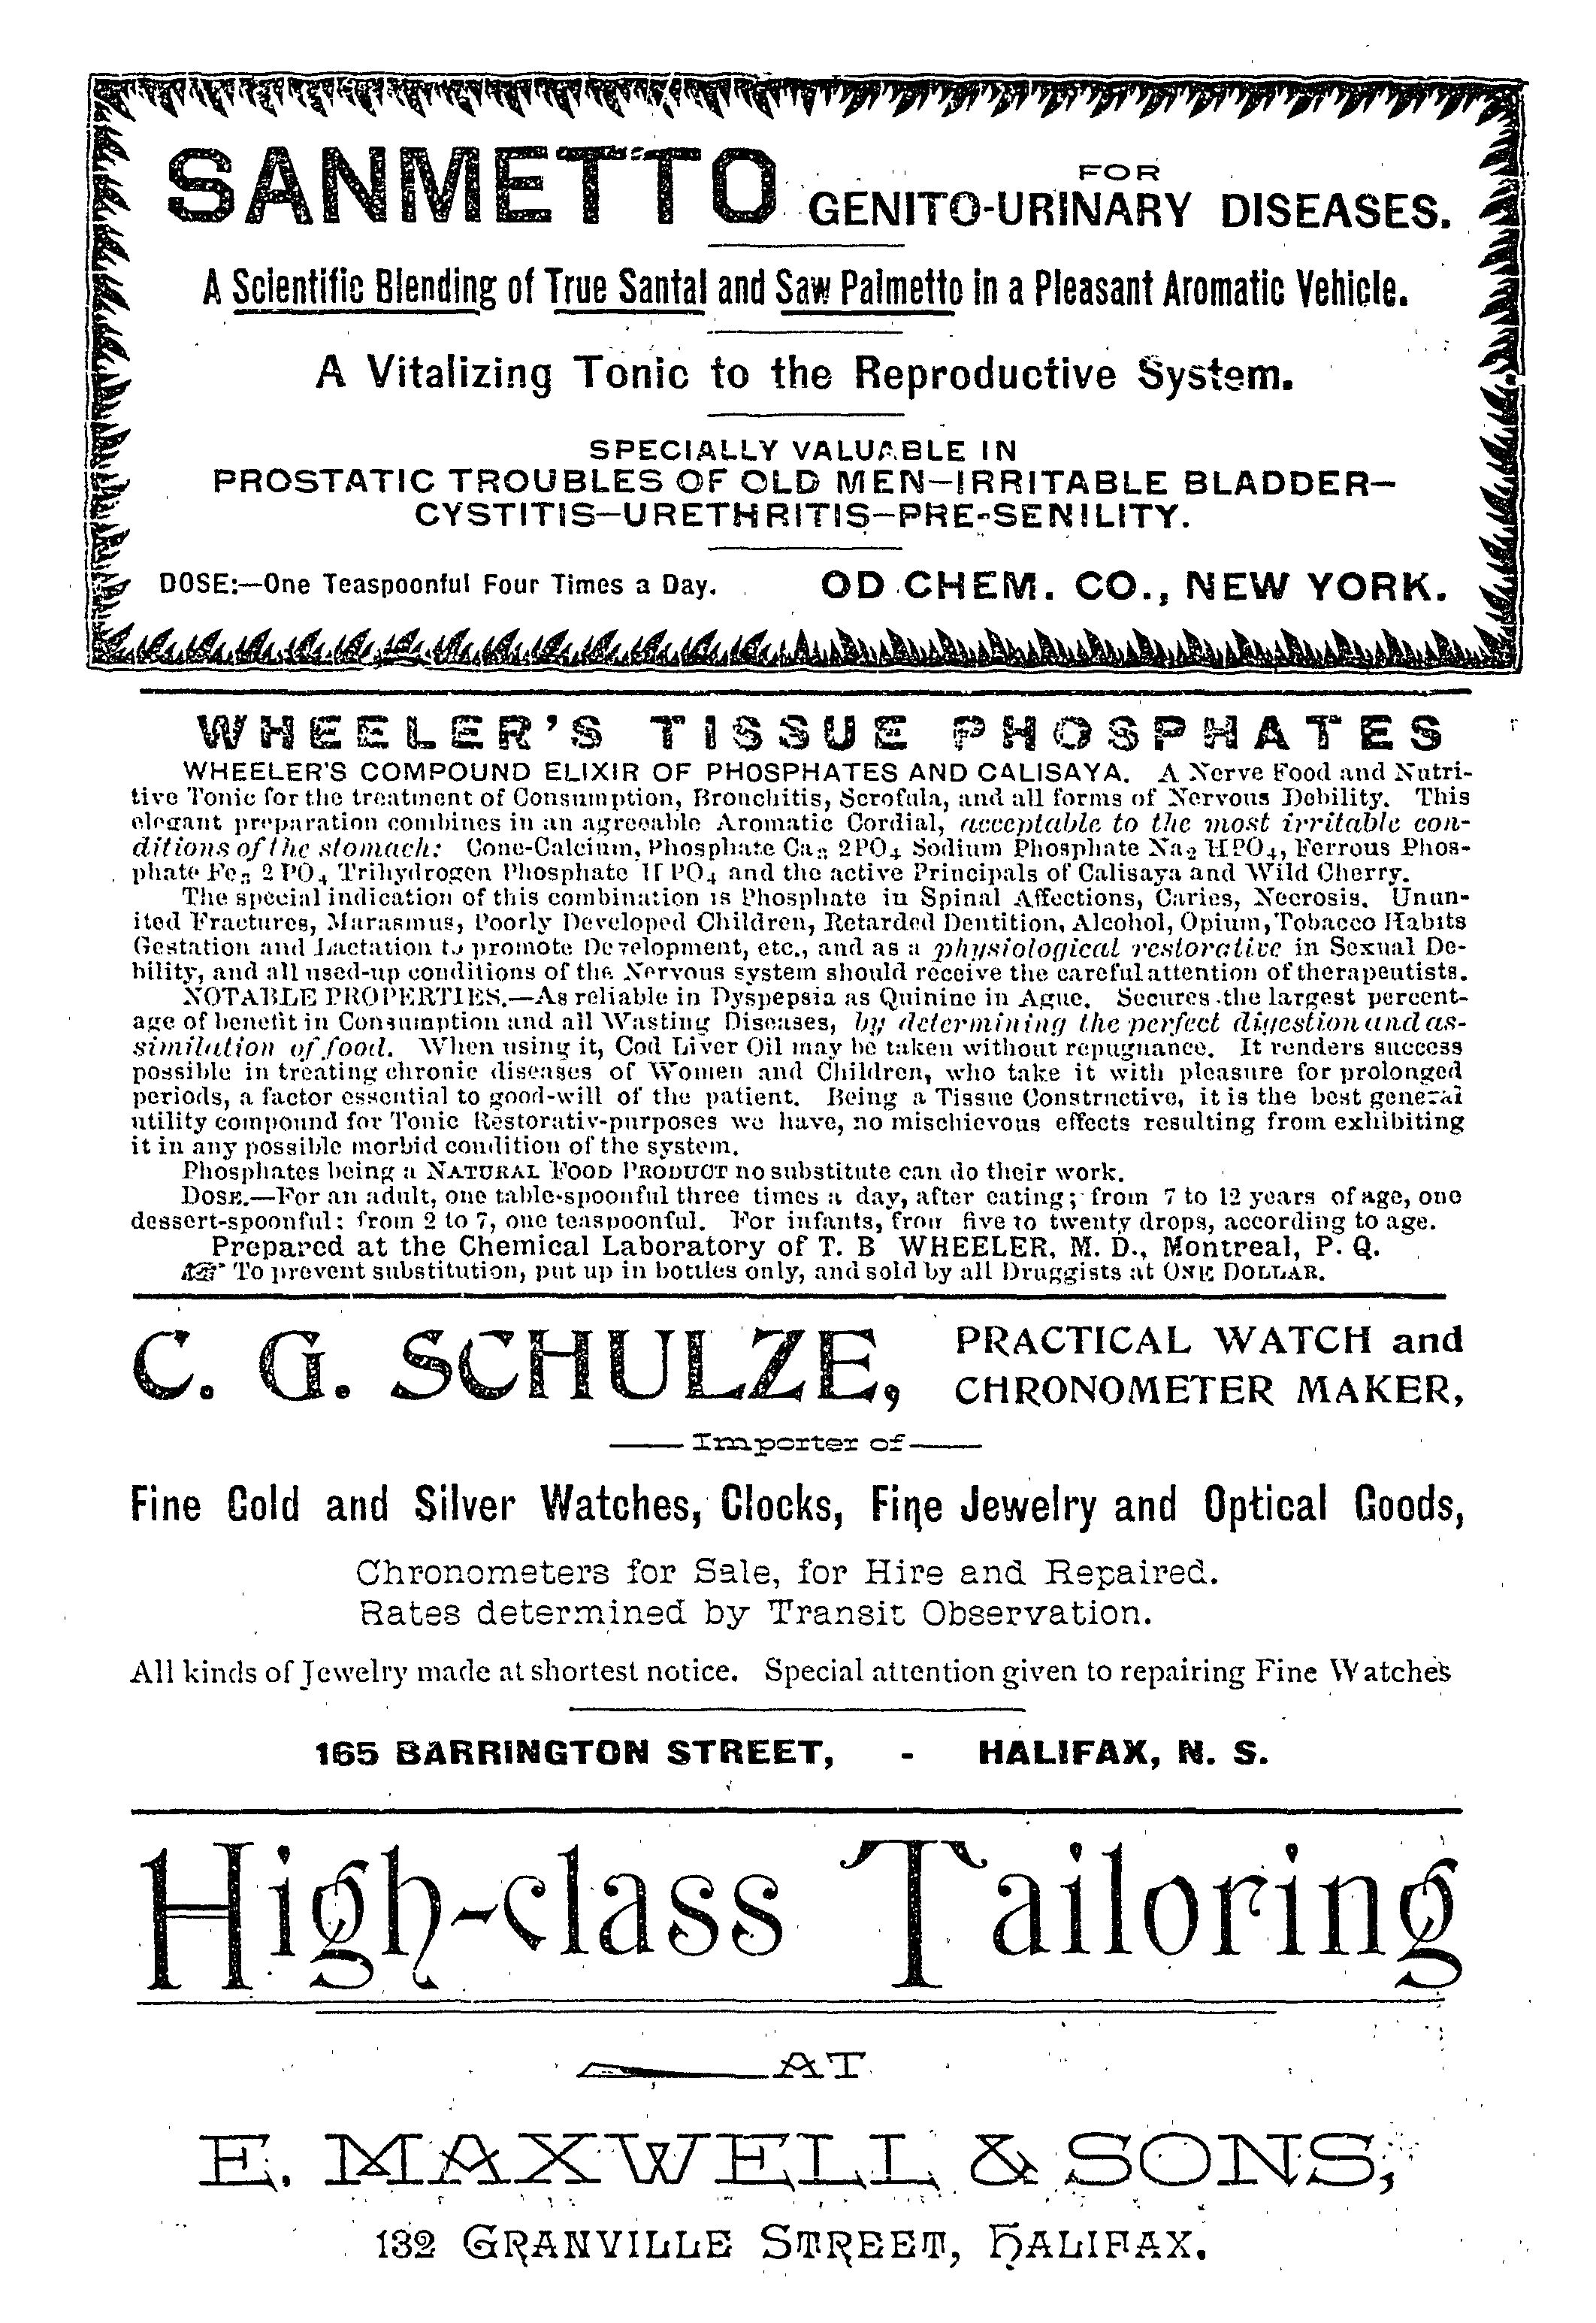 SANMETTO FOR
GENITO-URINARY DISEASES.
A Scientific Blending of True Santal and Saw Palmetto in a Pleasant Aromatic Vehicle.
A Vitalizing Tonic to the Reproductive System.
SPECIALLY VALUABLE IN
PROSTATIC TROUBLES OF OLD MEN—IRRITABLE BLADDER—
CYSTITIS—URETHRITIS—PRE-SENILITY.
DOSE:—One Teaspoonful Four Times a Day. OD CHEM. CO., NEW YORK.
WHEELER'S TISSUE PHOSPHATES
WHEELER'S COMPOUND ELIXIR OF PHOSPHATES AND CALISAYA. A Nerve Food and Nutri-
tive Tonic for the treatment of Consumption, Bronchitis, Scrofula, and all forms of Nervous Debility. This
elegant preparation combines in an agreeable Aromatic Cordial, acceptable to the most irritable con-
ditions of the stomach: Cone-Calcium, Phosphate Ca₃ 2PO₄ Sodium Phosphate Na₂ HPO₄, Ferrous Phos-
phate Fe₃ 2 PO₄ Trihydrogen Phosphate H PO₄ and the active Principals of Calisaya and Wild Cherry.
The special indication of this combination is Phosphate in Spinal Affections, Caries, Necrosis. Unun-
ited Fractures, Marasmus, Poorly Developed Children, Retarded Dentition, Alcohol, Opium, Tobacco Habits
Gestation and Lactation to promote Development, etc., and as a physiological restorative in Sexual De-
bility, and all used-up conditions of the Nervous system should receive the careful attention of therapeutists.
NOTABLE PROPERTIES.—As reliable in Dyspepsia as Quinine in Ague. Secures the largest percent-
age of benefit in Consumption and all Wasting Diseases, by determining the perfect digestion and as-
similation of food. When using it, Cod Liver Oil may be taken without repugnance. It renders success
possible in treating chronic diseases of Women and Children, who take it with pleasure for prolonged
periods, a factor essential to good-will of the patient. Being a Tissue Constructive, it is the best general
utility compound for Tonic Restorativ-purposes we have, no mischievous effects resulting from exhibiting
it in any possible morbid condition of the system.
Phosphates being a NATURAL FOOD PRODUCT no substitute can do their work.
DOSE.—For an adult, one table-spoonful three times a day, after eating; from 7 to 12 years of age, one
dessert-spoonful; from 2 to 7, one teaspoonful. For infants, from five to twenty drops, according to age.
Prepared at the Chemical Laboratory of T. B WHEELER, M. D., Montreal, P. Q.
☞ To prevent substitution, put up in bottles only, and sold by all Druggists at ONE DOLLAR.
C. G. SCHULZE, PRACTICAL WATCH and
CHRONOMETER MAKER,
—Importer of—
Fine Gold and Silver Watches, Clocks, Fine Jewelry and Optical Goods,
Chronometers for Sale, for Hire and Repaired.
Rates determined by Transit Observation.
All kinds of Jewelry made at shortest notice. Special attention given to repairing Fine Watches
165 BARRINGTON STREET, - HALIFAX, N. S.
High-class Tailoring
AT
E. MAXWELL & SONS,
132 GRANVILLE STREET, HALIFAX.